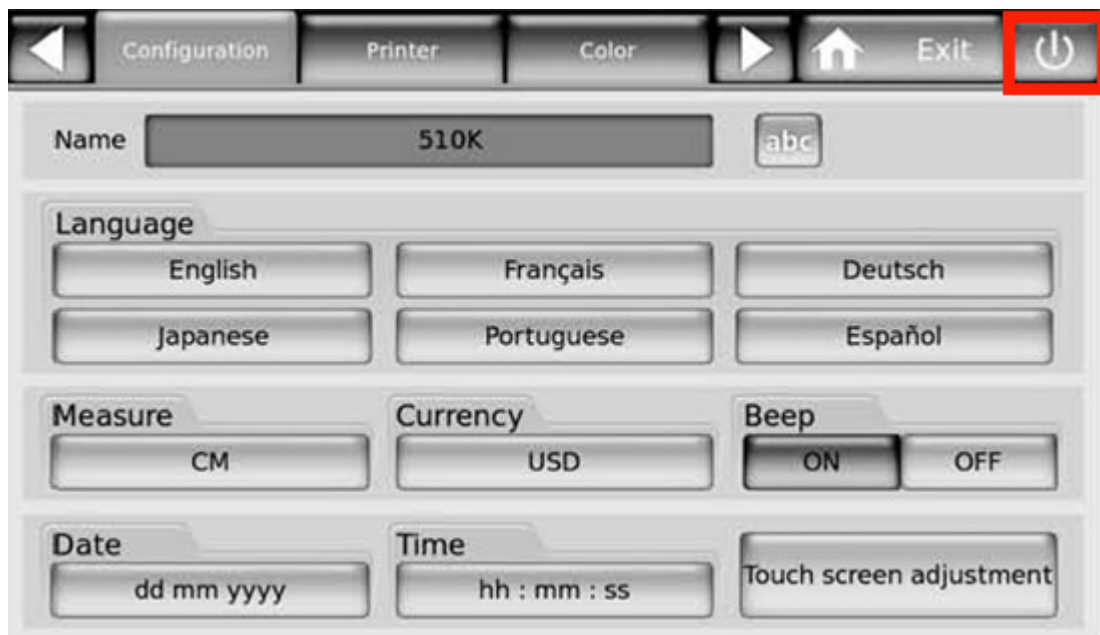 Configuration Printer Color Exit
Name 510K abc
Language
English Français Deutsch
Japanese Portuguese Español
Measure Currency Beep
CM USD ON OFF
Date Time
dd mm yyyy hh : mm : ss Touch screen adjustment